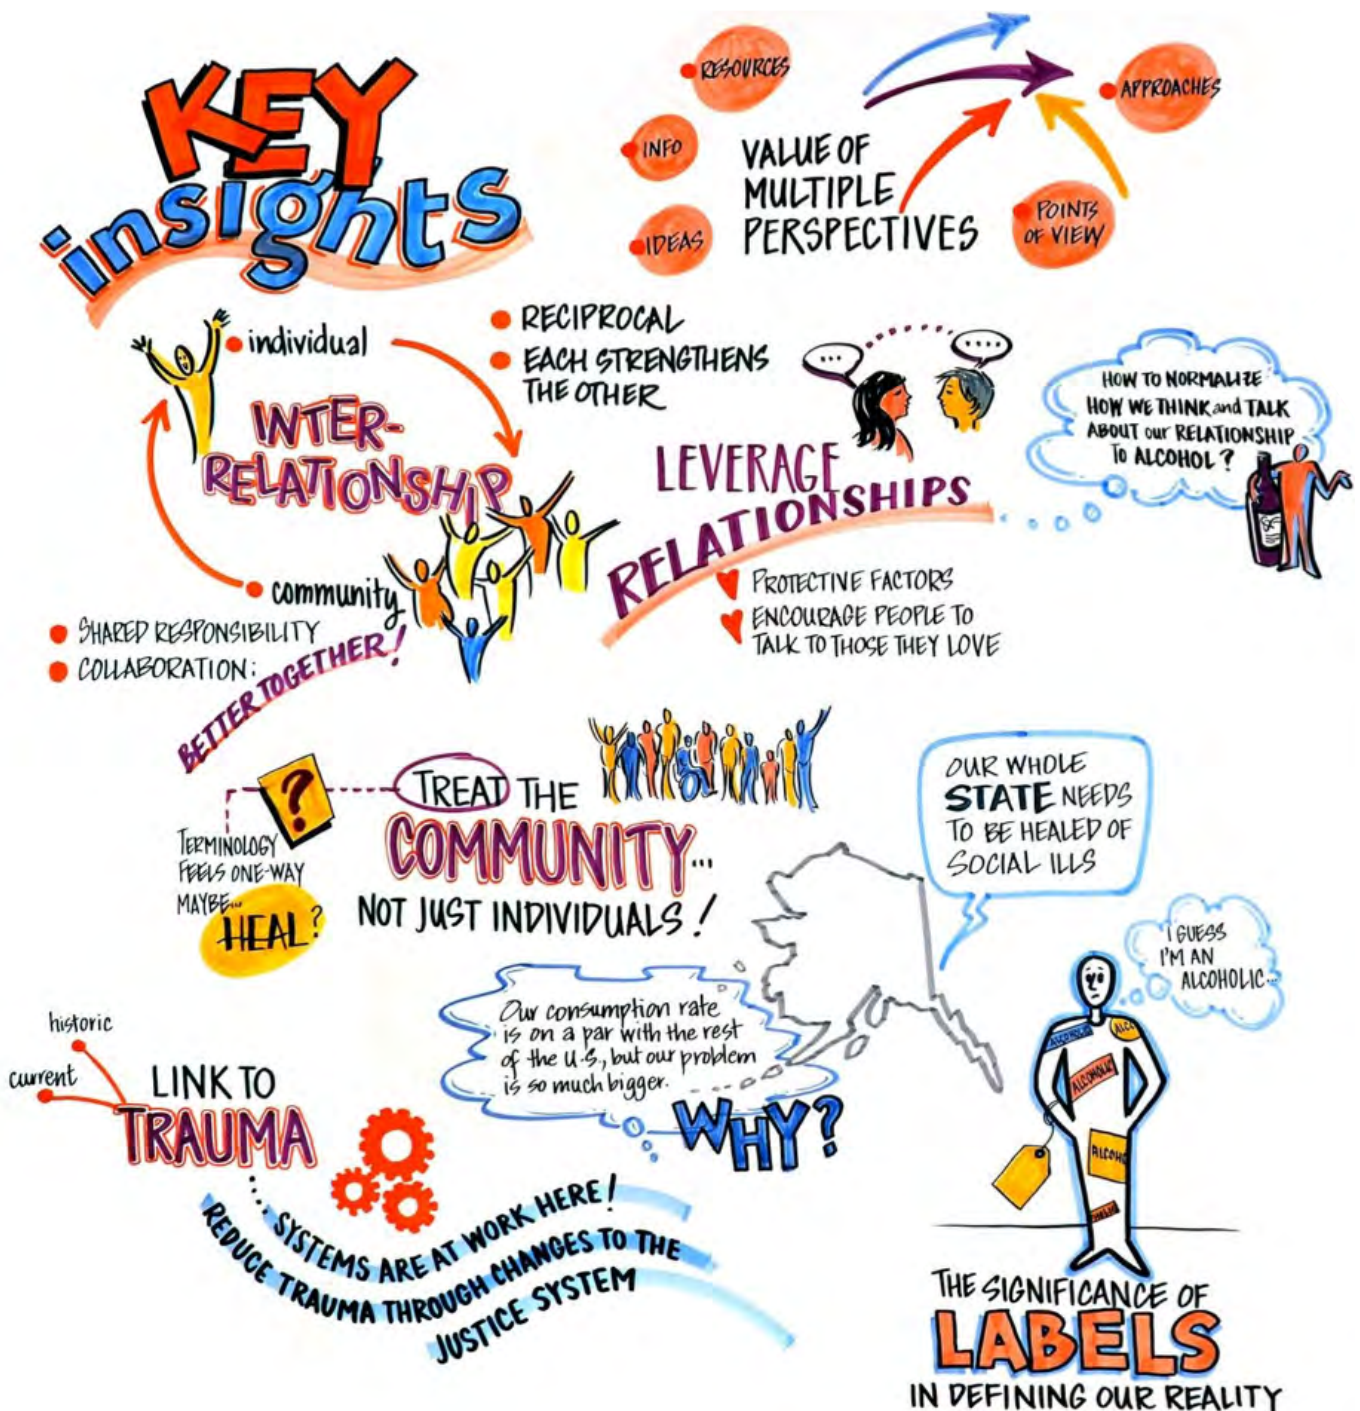 KEY
insights
RESOURCES
INFO
IDEAS
VALUE OF
MULTIPLE
PERSPECTIVES
APPROACHES
POINTS
OF VIEW
individual
INTER-
RELATIONSHIP
RECIPROCAL
EACH STRENGTHENS
THE OTHER
community
SHARED RESPONSIBILITY
COLLABORATION:
BETTER TOGETHER!
...
...
LEVERAGE
RELATIONSHIPS
PROTECTIVE FACTORS
ENCOURAGE PEOPLE TO
TALK TO THOSE THEY LOVE
HOW TO NORMALIZE
HOW WE THINK and TALK
ABOUT our RELATIONSHIP
To ALCOHOL?
TREAT THE
COMMUNITY...
NOT JUST INDIVIDUALS!
?
TERMINOLOGY
FEELS ONE-WAY
MAYBE...
HEAL?
OUR WHOLE
STATE NEEDS
TO BE HEALED OF
SOCIAL ILLS
Our consumption rate
is on a par with the rest
of the U.S., but our problem
is so much bigger.
WHY?
historic
current
LINK TO
TRAUMA
.... SYSTEMS ARE AT WORK HERE!
REDUCE TRAUMA THROUGH CHANGES TO THE
JUSTICE SYSTEM
I GUESS
I'M AN
ALCOHOLIC...
ALCOHOLIC
ALCO
ALCOHOLIC
ALCOHO
THE SIGNIFICANCE OF
LABELS
IN DEFINING OUR REALITY